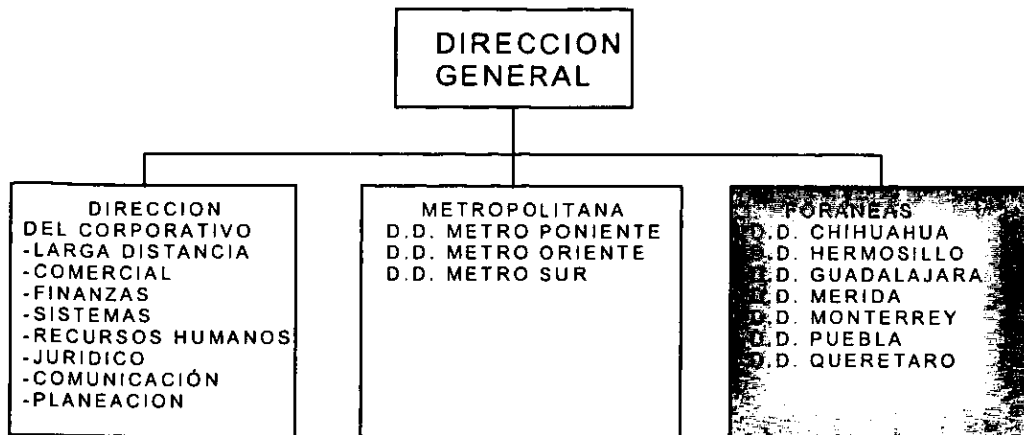 DIRECCION
GENERAL
DIRECCION
DEL CORPORATIVO
-LARGA DISTANCIA
-COMERCIAL
-FINANZAS
-SISTEMAS
-RECURSOS HUMANOS
-JURIDICO
-COMUNICACIÓN
-PLANEACION
METROPOLITANA
D.D. METRO PONIENTE
D.D. METRO ORIENTE
D.D. METRO SUR
FORANEAS
D.D. CHIHUAHUA
D.D. HERMOSILLO
D.D. GUADALAJARA
D.D. MERIDA
D.D. MONTERREY
D.D. PUEBLA
D.D. QUERETARO